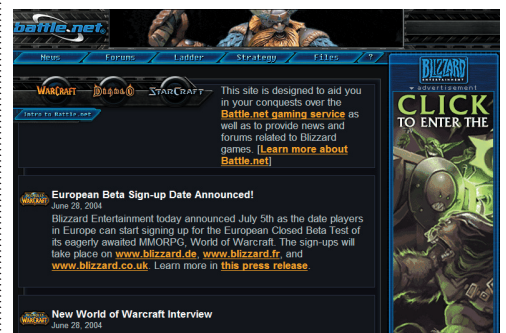 battle.net
News Forums Ladder Strategy Files ?
WARCRAFT DIABLO STARCRAFT
Intro to Battle.net
This site is designed to aid you
in your conquests over the
Battle.net gaming service as
well as to provide news and
forums related to Blizzard
games. [Learn more about
Battle.net]
BLIZZARD
ENTERTAINMENT
advertisement
CLICK
TO ENTER THE
WARCRAFT
European Beta Sign-up Date Announced!
June 28, 2004
Blizzard Entertainment today announced July 5th as the date players
in Europe can start signing up for the European Closed Beta Test of
its eagerly awaited MMORPG, World of Warcraft. The sign-ups will
take place on www.blizzard.de, www.blizzard.fr, and
www.blizzard.co.uk. Learn more in this press release.
WARCRAFT
New World of Warcraft Interview
June 28, 2004